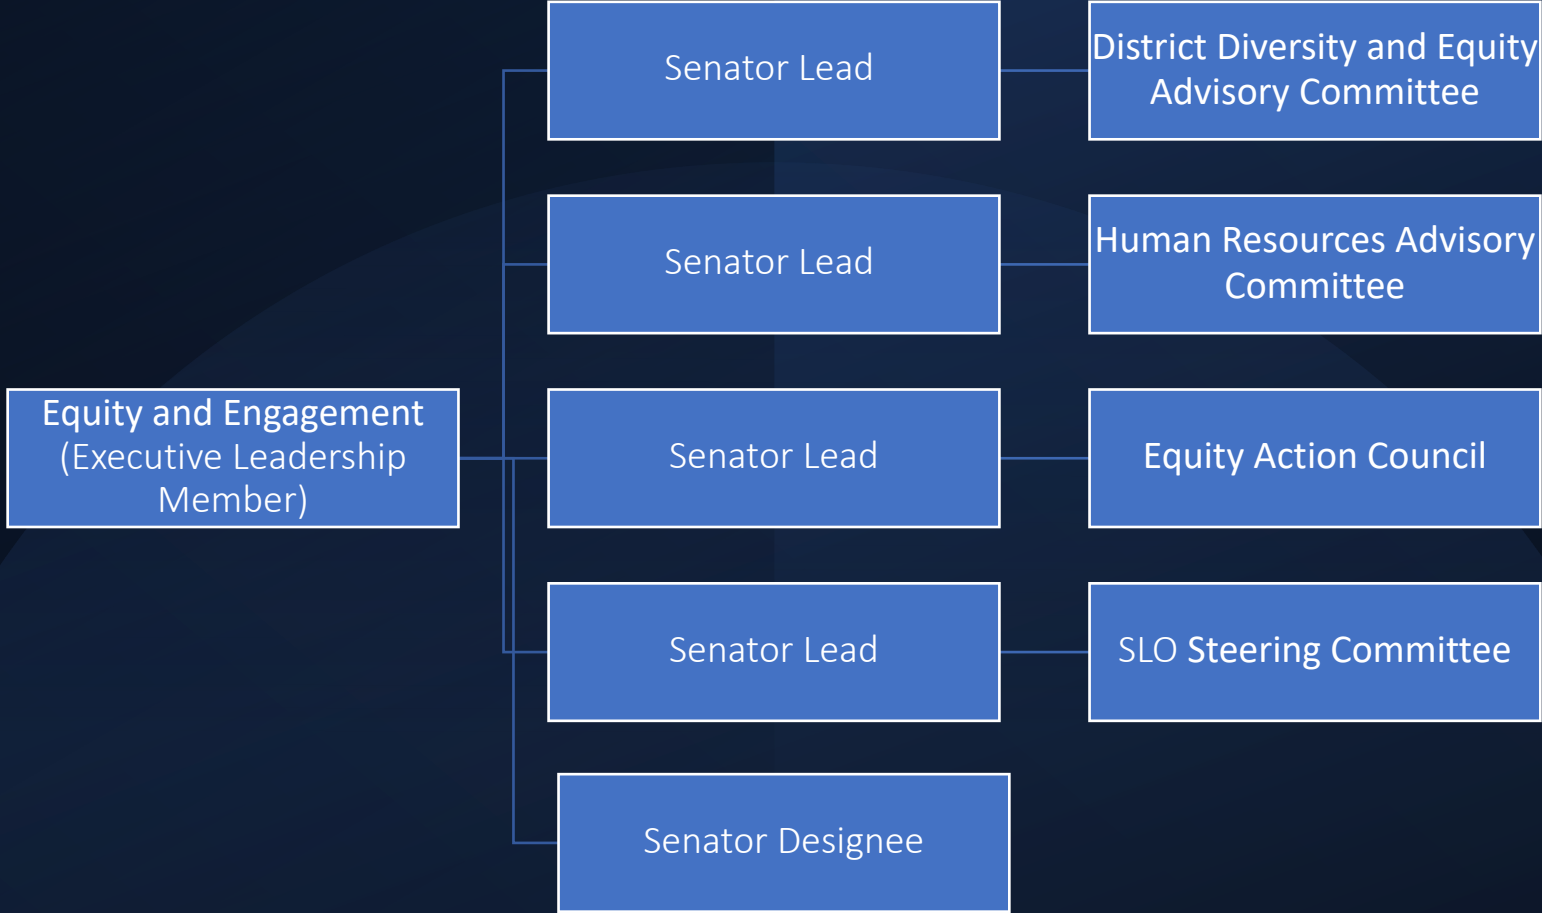 Senator Lead
District Diversity and Equity
Advisory Committee
Senator Lead
Human Resources Advisory
Committee
Equity and Engagement
(Executive Leadership
Member)
Senator Lead
Equity Action Council
Senator Lead
SLO Steering Committee
Senator Designee